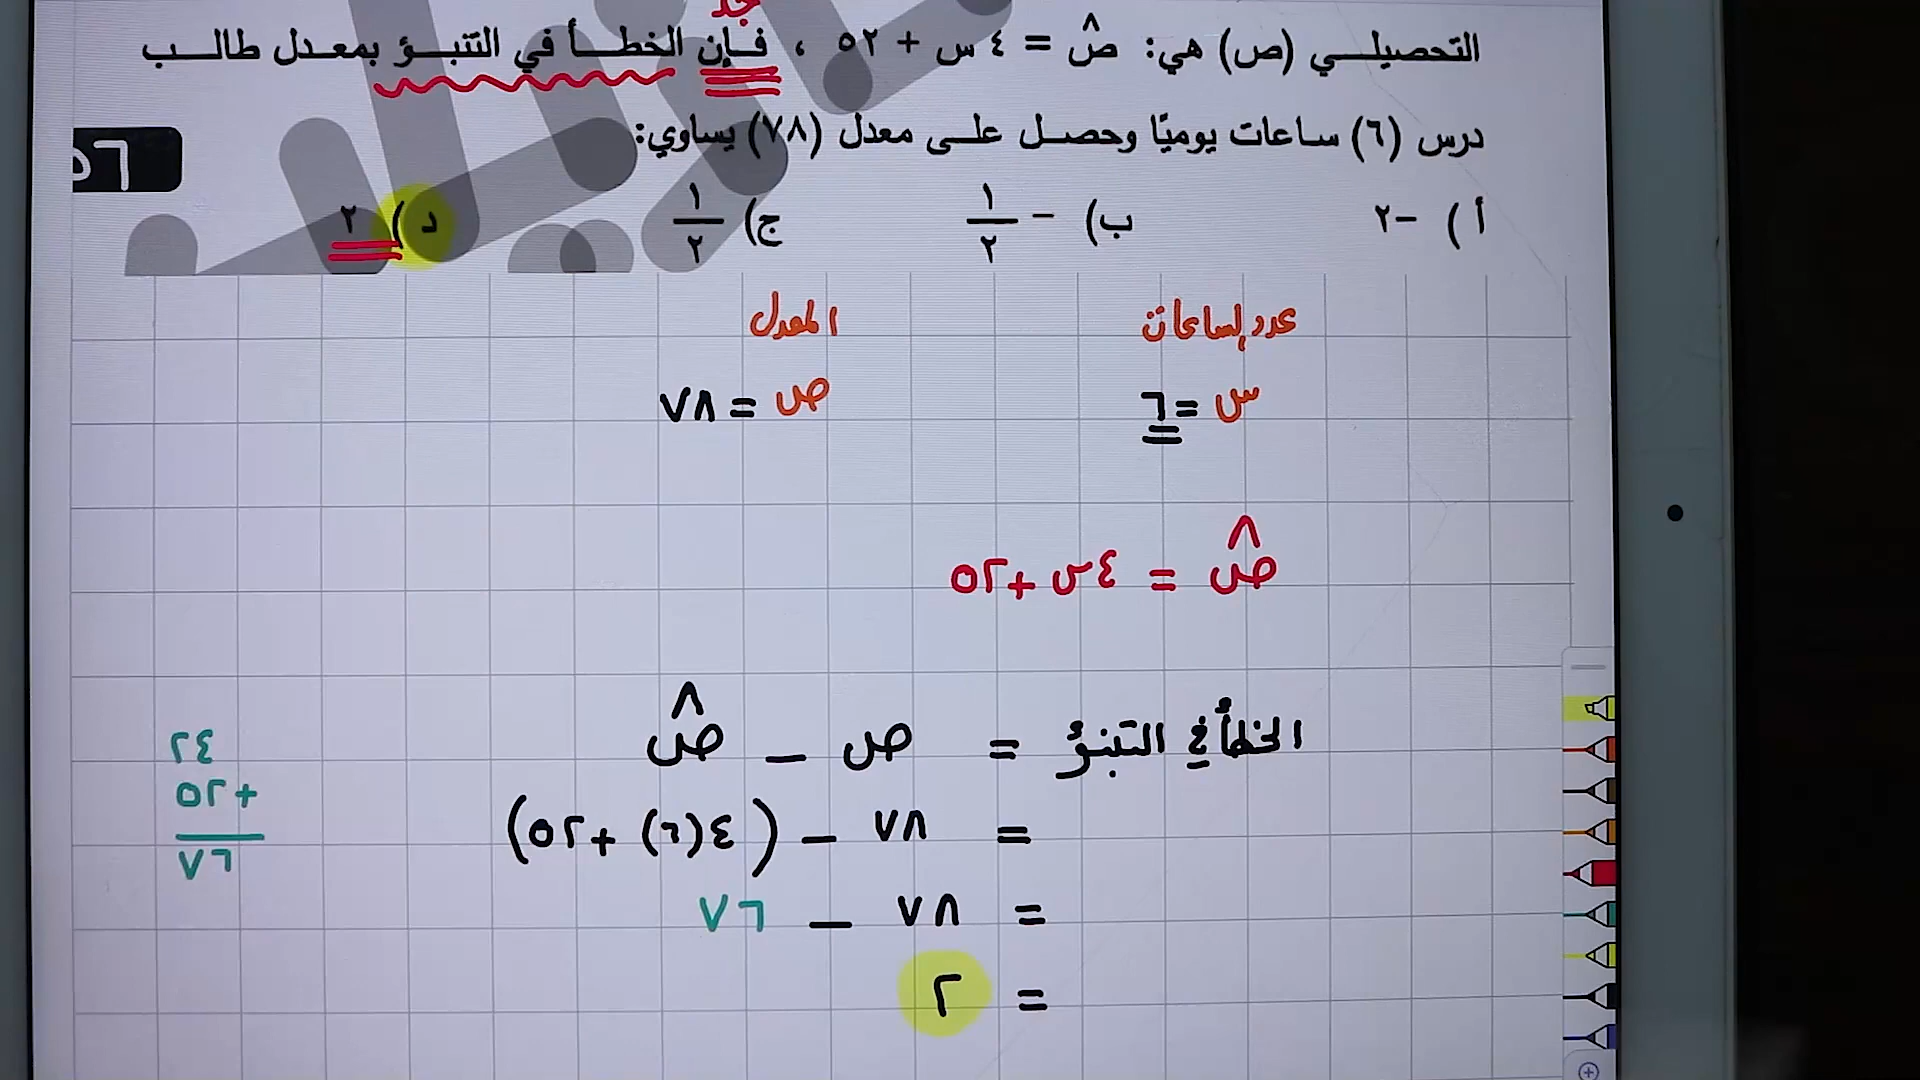 جد
التحصيلي (ص) هي: ص^ = ٤ س + ٥٢ ، فإن الخطأ في التنبؤ بمعدل طالب
درس (٦) ساعات يوميًا وحصل على معدل (٧٨) يساوي:
٥٦
أ ) -٢ ب) - ١/٢ ج) ١/٢ د ) ٢
عدد الساعات المعدل
س = ٦ ص = ٧٨
ص^ = ٤س + ٥٢
الخطأ في التنبؤ = ص - ص^
= ٧٨ - (٤(٦) + ٥٢)
= ٧٨ - ٧٦
= ٢
٢٤
+ ٥٢
٧٦